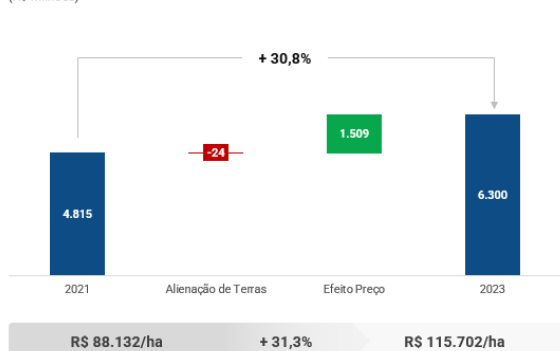 + 30,8%
1.509
-24
6.300
4.815
2021 Alienação de Terras Efeito Preço 2023
R$ 88.132/ha + 31,3% R$ 115.702/ha